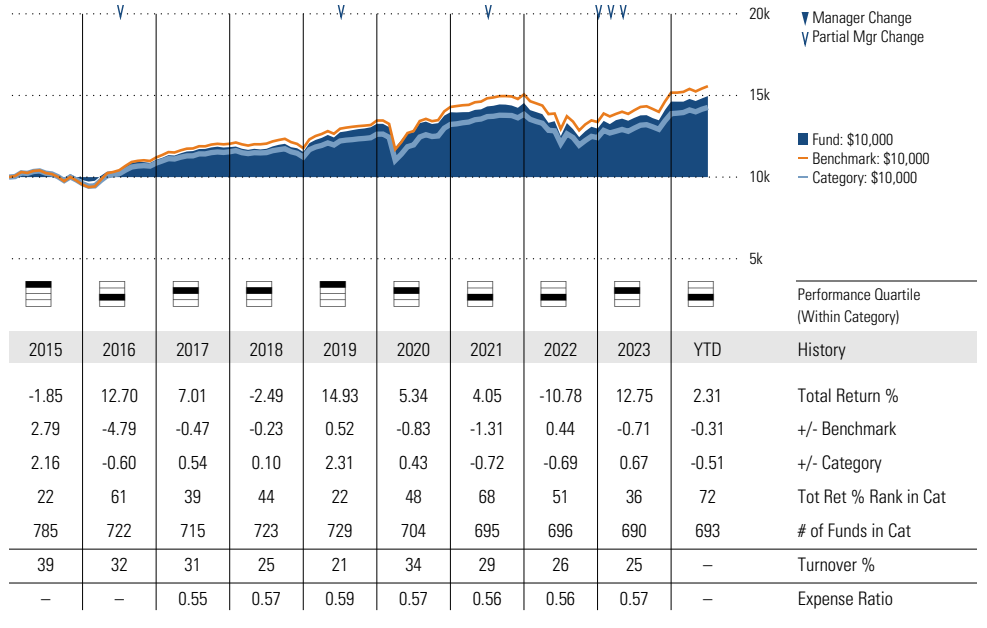 20k
Manager Change
Partial Mgr Change
15k
Fund: $10,000
Benchmark: $10,000
Category: $10,000
10k
5k
Performance Quartile
(Within Category)
2015 2016 2017 2018 2019 2020 2021 2022 2023 YTD History
-1.85 12.70 7.01 -2.49 14.93 5.34 4.05 -10.78 12.75 2.31 Total Return %
2.79 -4.79 -0.47 -0.23 0.52 -0.83 -1.31 0.44 -0.71 -0.31 +/- Benchmark
2.16 -0.60 0.54 0.10 2.31 0.43 -0.72 -0.69 0.67 -0.51 +/- Category
22 61 39 44 22 48 68 51 36 72 Tot Ret % Rank in Cat
785 722 715 723 729 704 695 696 690 693 # of Funds in Cat
39 32 31 25 21 34 29 26 25 – Turnover %
– – 0.55 0.57 0.59 0.57 0.56 0.56 0.57 – Expense Ratio